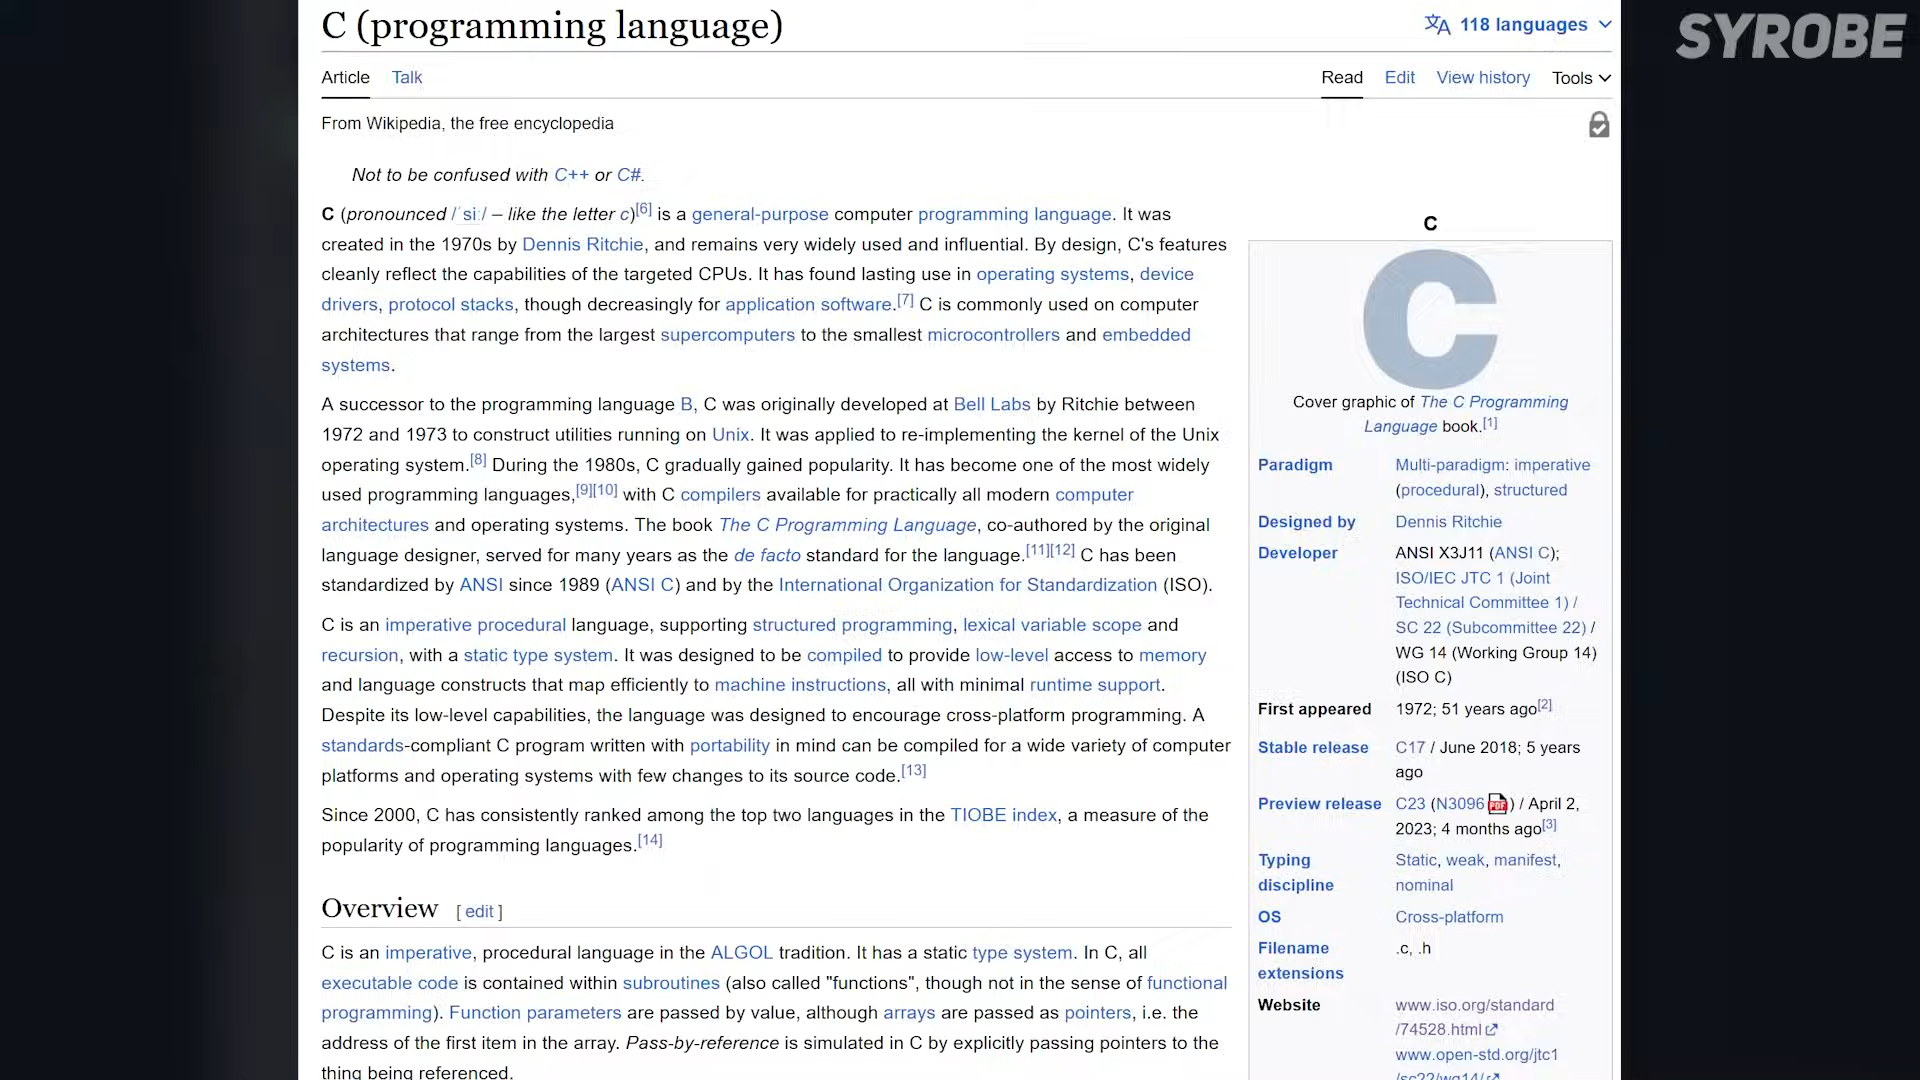 SYROBE
C (programming language)
118 languages
Article Talk
Read Edit View history Tools
From Wikipedia, the free encyclopedia
Not to be confused with C++ or C#.
C (pronounced /ˈsiː/ – like the letter c)[6] is a general-purpose computer programming language. It was
created in the 1970s by Dennis Ritchie, and remains very widely used and influential. By design, C's features
cleanly reflect the capabilities of the targeted CPUs. It has found lasting use in operating systems, device
drivers, protocol stacks, though decreasingly for application software.[7] C is commonly used on computer
architectures that range from the largest supercomputers to the smallest microcontrollers and embedded
systems.
A successor to the programming language B, C was originally developed at Bell Labs by Ritchie between
1972 and 1973 to construct utilities running on Unix. It was applied to re-implementing the kernel of the Unix
operating system.[8] During the 1980s, C gradually gained popularity. It has become one of the most widely
used programming languages,[9][10] with C compilers available for practically all modern computer
architectures and operating systems. The book The C Programming Language, co-authored by the original
language designer, served for many years as the de facto standard for the language.[11][12] C has been
standardized by ANSI since 1989 (ANSI C) and by the International Organization for Standardization (ISO).
C is an imperative procedural language, supporting structured programming, lexical variable scope and
recursion, with a static type system. It was designed to be compiled to provide low-level access to memory
and language constructs that map efficiently to machine instructions, all with minimal runtime support.
Despite its low-level capabilities, the language was designed to encourage cross-platform programming. A
standards-compliant C program written with portability in mind can be compiled for a wide variety of computer
platforms and operating systems with few changes to its source code.[13]
Since 2000, C has consistently ranked among the top two languages in the TIOBE index, a measure of the
popularity of programming languages.[14]
Overview [ edit ]
C is an imperative, procedural language in the ALGOL tradition. It has a static type system. In C, all
executable code is contained within subroutines (also called "functions", though not in the sense of functional
programming). Function parameters are passed by value, although arrays are passed as pointers, i.e. the
address of the first item in the array. Pass-by-reference is simulated in C by explicitly passing pointers to the
thing being referenced.
C
C
Cover graphic of The C Programming
Language book.[1]
Paradigm Multi-paradigm: imperative
(procedural), structured
Designed by Dennis Ritchie
Developer ANSI X3J11 (ANSI C);
ISO/IEC JTC 1 (Joint
Technical Committee 1) /
SC 22 (Subcommittee 22) /
WG 14 (Working Group 14)
(ISO C)
First appeared 1972; 51 years ago[2]
Stable release C17 / June 2018; 5 years
ago
Preview release C23 (N3096 PDF) / April 2,
2023; 4 months ago[3]
Typing Static, weak, manifest,
discipline nominal
OS Cross-platform
Filename .c, .h
extensions
Website www.iso.org/standard
/74528.html
www.open-std.org/jtc1
/sc22/wg14/